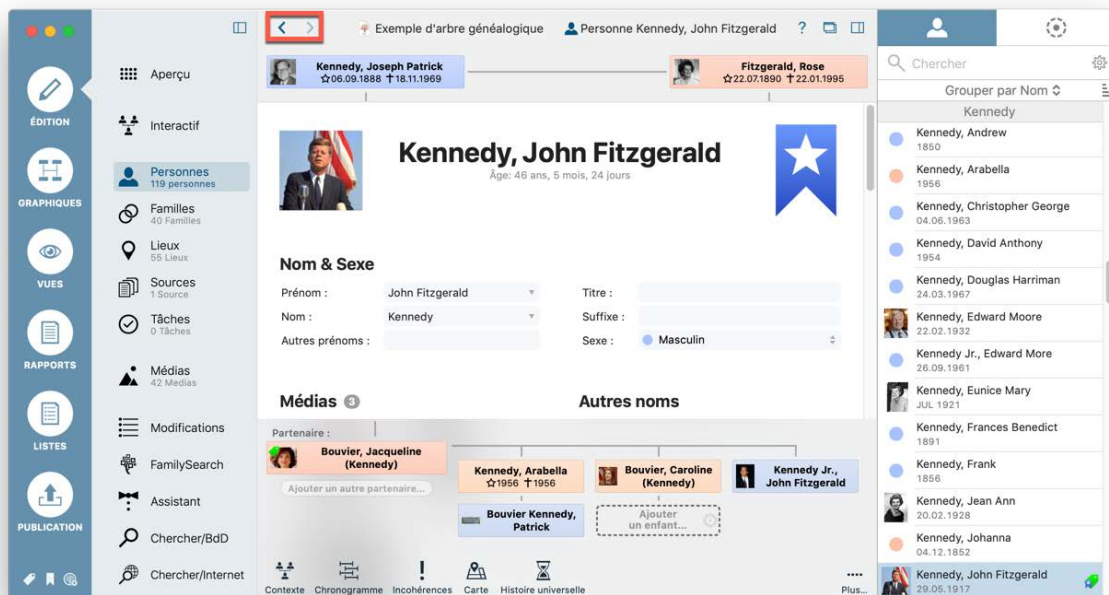 Exemple d'arbre généalogique
Personne Kennedy, John Fitzgerald
?
ÉDITION
GRAPHIQUES
VUES
RAPPORTS
LISTES
PUBLICATION
Aperçu
Interactif
Personnes
119 personnes
Familles
40 Familles
Lieux
55 Lieux
Sources
1 Source
Tâches
0 Tâches
Médias
42 Medias
Modifications
FamilySearch
Assistant
Chercher/BdD
Chercher/Internet
Kennedy, Joseph Patrick
☆06.09.1888 ✝18.11.1969
Fitzgerald, Rose
☆22.07.1890 ✝22.01.1995
Kennedy, John Fitzgerald
Âge: 46 ans, 5 mois, 24 jours
Nom & Sexe
Prénom : John Fitzgerald
Titre :
Nom : Kennedy
Suffixe :
Autres prénoms :
Sexe : Masculin
Médias 3
Autres noms
Partenaire :
Bouvier, Jacqueline
(Kennedy)
Ajouter un autre partenaire...
Kennedy, Arabella
☆1956 ✝1956
Bouvier, Caroline
(Kennedy)
Kennedy Jr.,
John Fitzgerald
Bouvier Kennedy,
Patrick
Ajouter
un enfant...
Contexte
Chronogramme
Incohérences
Carte
Histoire universelle
Plus...
Chercher
Grouper par Nom
Kennedy
Kennedy, Andrew
1850
Kennedy, Arabella
1956
Kennedy, Christopher George
04.06.1963
Kennedy, David Anthony
1954
Kennedy, Douglas Harriman
24.03.1967
Kennedy, Edward Moore
22.02.1932
Kennedy Jr., Edward More
26.09.1961
Kennedy, Eunice Mary
JUL 1921
Kennedy, Frances Benedict
1891
Kennedy, Frank
1856
Kennedy, Jean Ann
20.02.1928
Kennedy, Johanna
04.12.1852
Kennedy, John Fitzgerald
29.05.1917